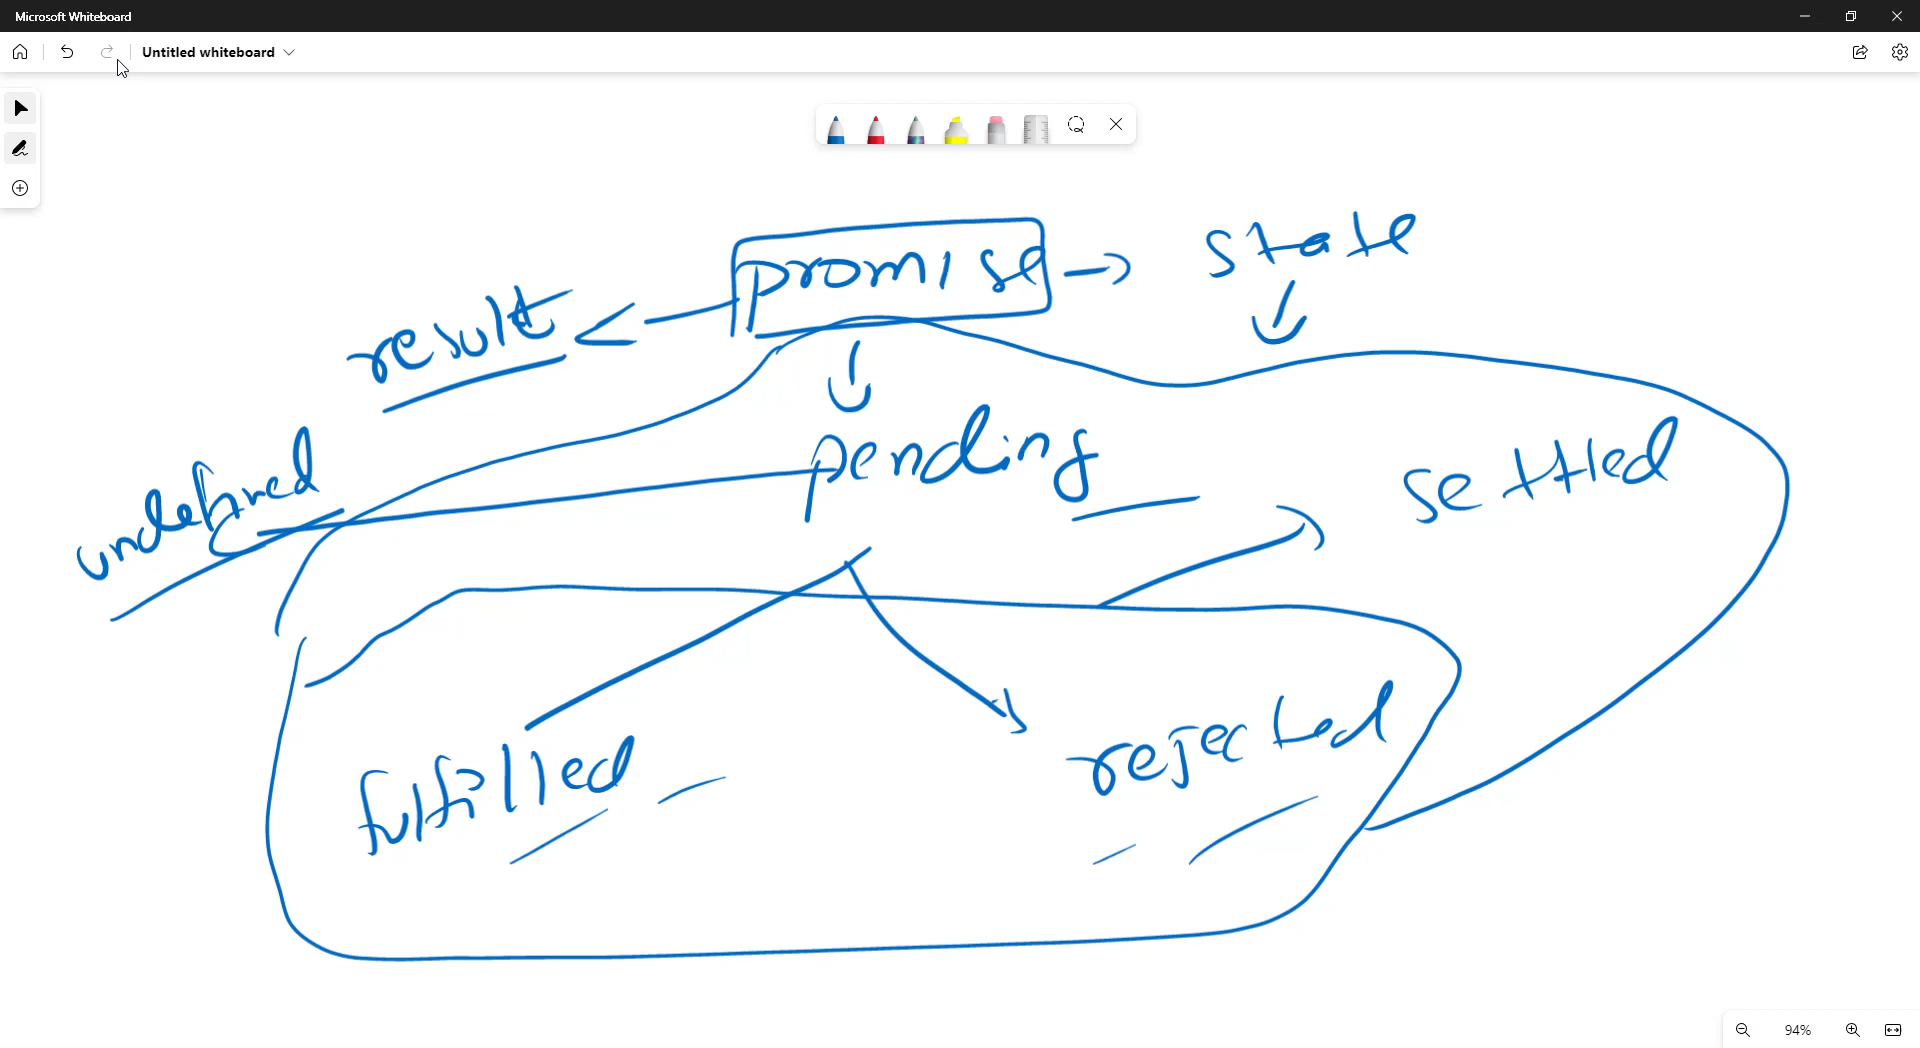 Microsoft Whiteboard
Untitled whiteboard
state
promise
result
pending
settled
undefined
rejected
fulfilled
94%